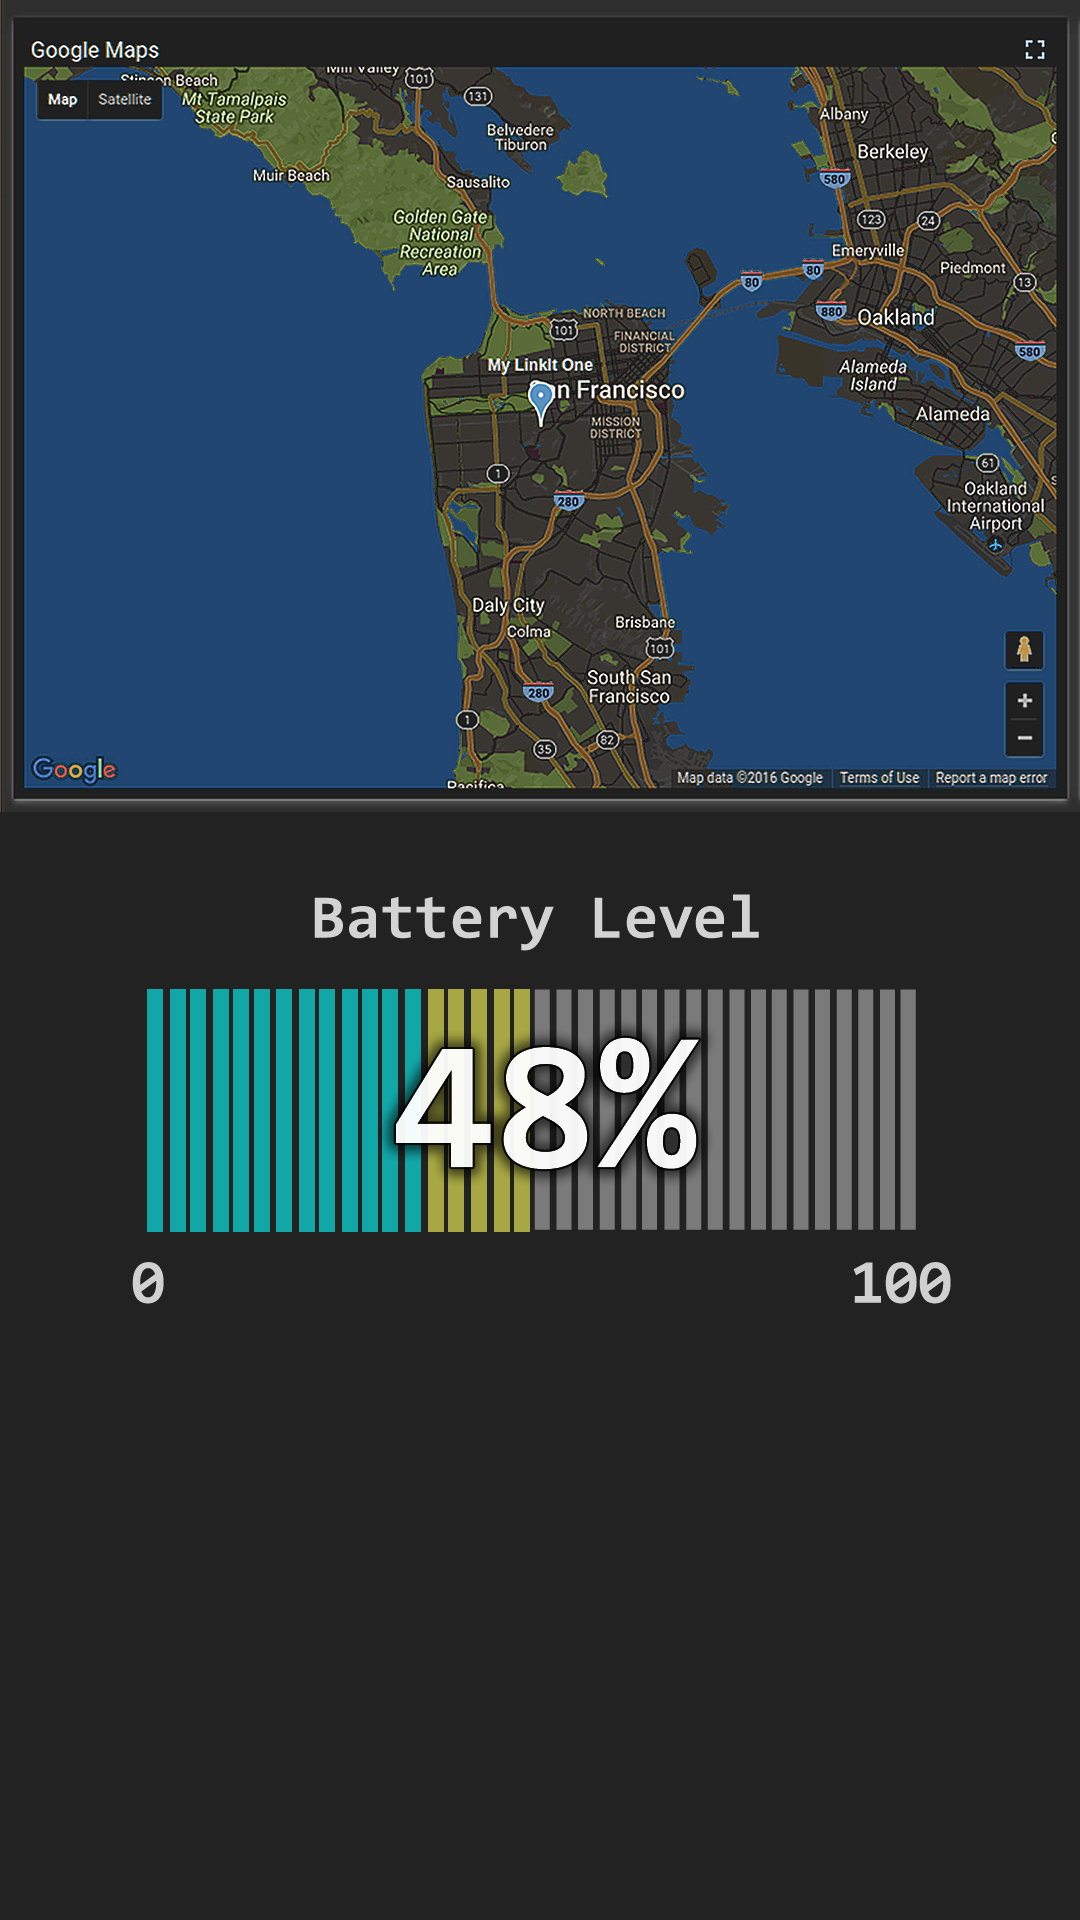 Google Maps
Map Satellite
Stinson Beach
Mill Valley
101
131
Mt Tamalpais
State Park
Belvedere
Tiburon
Albany
Berkeley
Muir Beach
Sausalito
580
Golden Gate
National
Recreation
Area
123
24
Emeryville
Piedmont
80
80
13
880
Oakland
580
NORTH BEACH
101
FINANCIAL
DISTRICT
My LinkIt One
San Francisco
Alameda
Island
MISSION
DISTRICT
Alameda
1
280
61
Oakland
International
Airport
Daly City
Colma
Brisbane
101
South San
Francisco
280
1
35
82
Pacifica
Google
Map data ©2016 Google
Terms of Use
Report a map error
Battery Level
48%
0
100